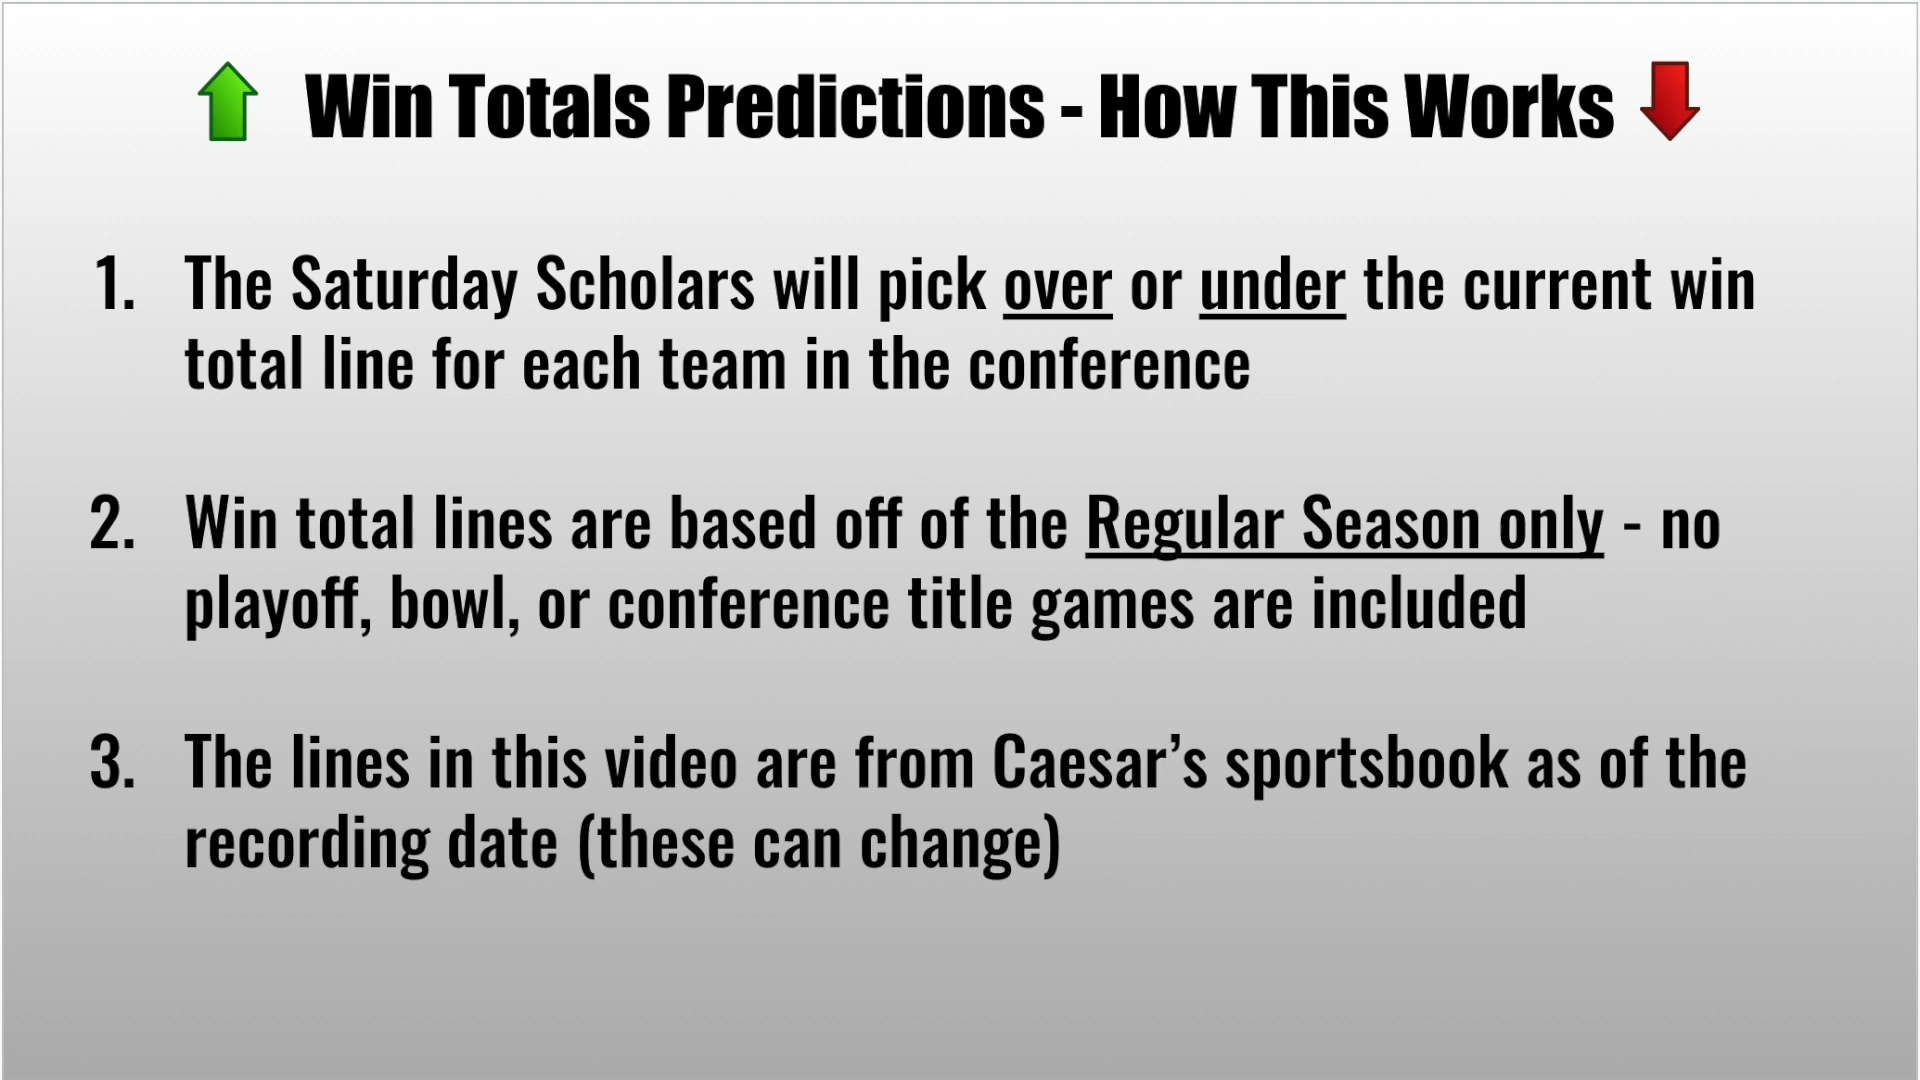 Win Totals Predictions - How This Works
1. The Saturday Scholars will pick over or under the current win
total line for each team in the conference
2. Win total lines are based off of the Regular Season only - no
playoff, bowl, or conference title games are included
3. The lines in this video are from Caesar’s sportsbook as of the
recording date (these can change)